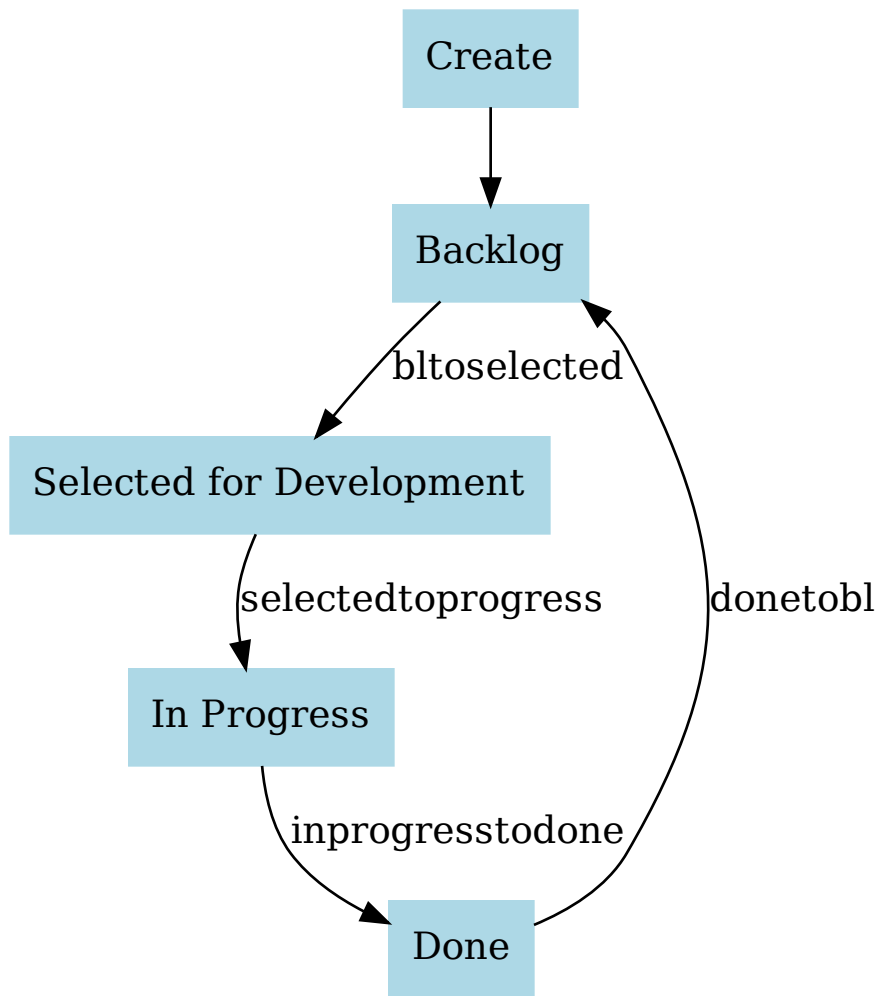 Create
Backlog
bltoselected
Selected for Development
selectedtoprogress
donetobl
In Progress
inprogresstodone
Done